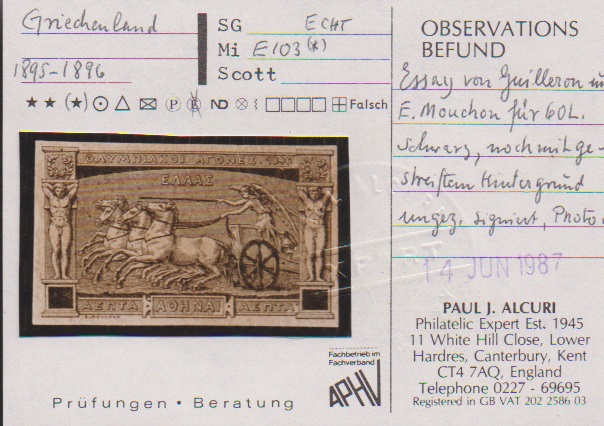 Griechenland
1895-1896
SG ECHT
Mi E103 (*)
Scott
★ ★ (★) ⊙ △ ✉ Ⓟ E ND ⊗ ⌇ □□□□ ⊞ Falsch
ΟΛΥΜΠΙΑΚΟΙ ΑΓΩΝΕΣ
ΕΛΛΑΣ
ΛΕΠΤΑ ΑΘΗΝΑΙ ΛΕΠΤΑ
Fachbetrieb im
Fachverband
APHV
Prüfungen • Beratung
OBSERVATIONS
BEFUND
Essay von Guilleron
E. Mouchon für 60L.
schwarz, noch mit ge-
streiftem Hintergrund
ungez, signiert, Photo
14 JUN 1987
PAUL J. ALCURI
Philatelic Expert Est. 1945
11 White Hill Close, Lower
Hardres, Canterbury, Kent
CT4 7AQ, England
Telephone 0227 - 69695
Registered in GB VAT 202 2586 03